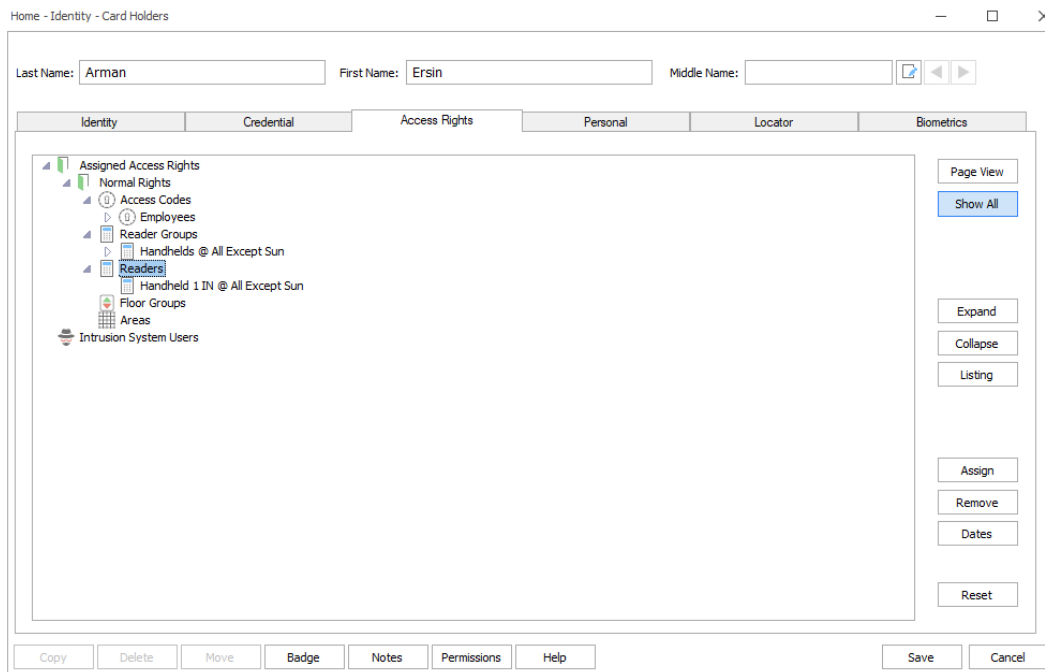 Home - Identity - Card Holders
Last Name: Arman First Name: Ersin Middle Name:
Identity Credential Access Rights Personal Locator Biometrics
Assigned Access Rights
Normal Rights
Access Codes
Employees
Reader Groups
Handhelds @ All Except Sun
Readers
Handheld 1 IN @ All Except Sun
Floor Groups
Areas
Intrusion System Users
Page View
Show All
Expand
Collapse
Listing
Assign
Remove
Dates
Reset
Copy Delete Move Badge Notes Permissions Help Save Cancel